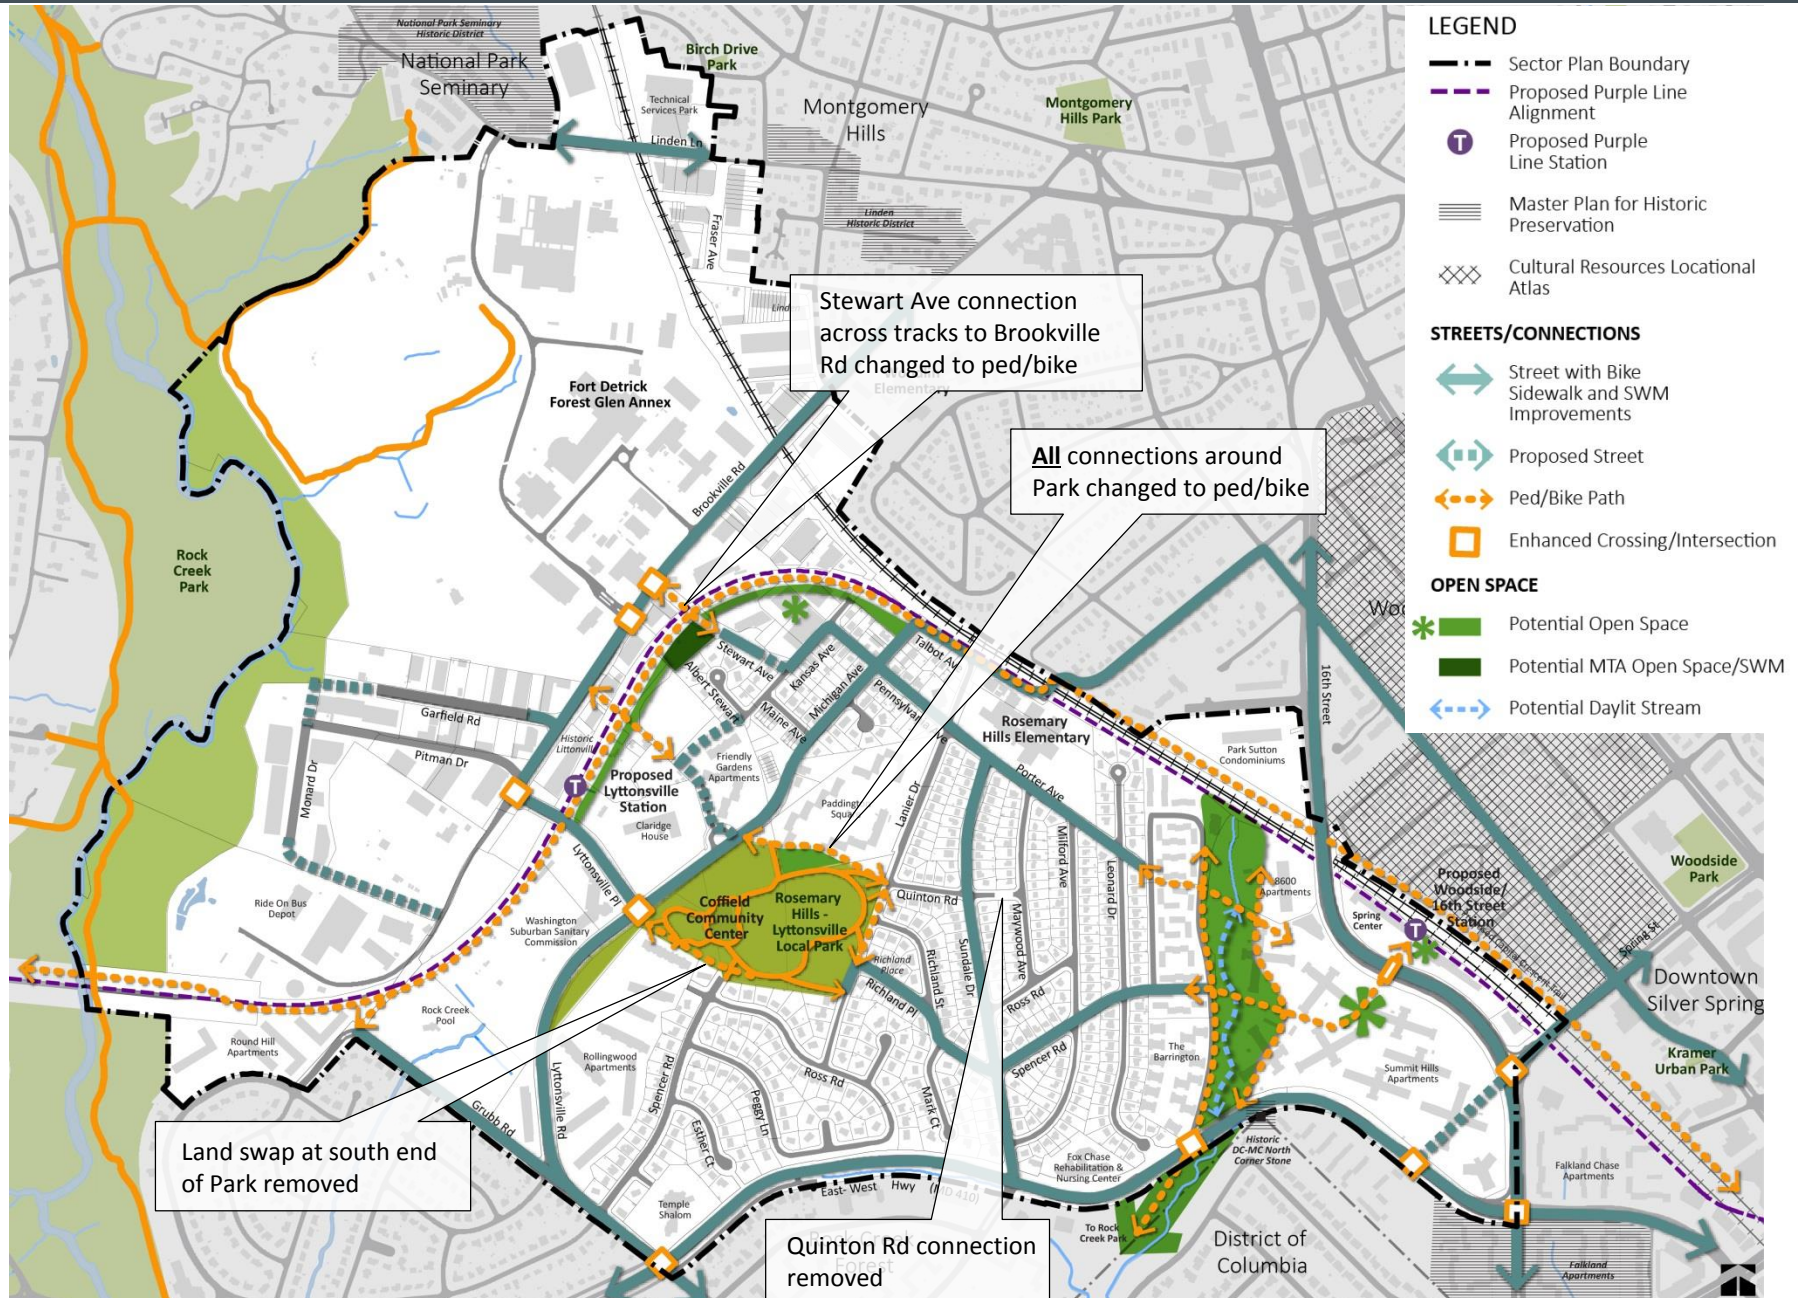 National Park Seminary
Historic District
National Park
Seminary
Birch Drive
Park
Technical
Services Park
Montgomery
Hills
Montgomery
Hills Park
Linden Ln
Fraser Ave
Linden
Historic District
Linden
LEGEND
Sector Plan Boundary
Proposed Purple Line
Alignment
T
Proposed Purple
Line Station
Master Plan for Historic
Preservation
Cultural Resources Locational
Atlas
STREETS/CONNECTIONS
Street with Bike
Sidewalk and SWM
Improvements
Proposed Street
Ped/Bike Path
Enhanced Crossing/Intersection
OPEN SPACE
Potential Open Space
Potential MTA Open Space/SWM
Potential Daylit Stream
Stewart Ave connection
across tracks to Brookville
Rd changed to ped/bike
Elementary
All connections around
Park changed to ped/bike
Fort Detrick
Forest Glen Annex
Brookville Rd
Rock
Creek
Park
Stewart Ave
Albert Stewart
Kansas Ave
Maine Ave
Michigan Ave
Talbot Av
Pennsylvan
ve
Rosemary
Hills Elementary
16th Street
Park Sutton
Condominiums
Garfield Rd
Pitman Dr
Monard Dr
Historic
Littonvill
T
Proposed
Lyttonsville
Station
Friendly
Gardens
Apartments
Claridge
House
Lyttonsville Pl
Paddingt
Squa
Lanier Dr
Porter Ave
Milford Ave
Leonard Dr
8600
Apartments
Proposed
Woodside/
16th Street
Station
T
Spring
Center
Spring St
Woodside
Park
Downtown
Silver Spring
Kramer
Urban Park
Ride On Bus
Depot
Washington
Suburban Sanitary
Commission
Coffield
Community
Center
Rosemary
Hills -
Lyttonsville
Local Park
Quinton Rd
Richland
Place
Richland St
Richland Pl
Sundale Dr
Maywood Ave
Ross Rd
Spencer Rd
Rock Creek
Pool
Round Hill
Apartments
Rollingwood
Apartments
Lyttonsville Rd
Spencer Rd
Ross Rd
Peggy Ln
Esther Ct
Mark Ct
Grubb Rd
The
Barrington
Summit Hills
Apartments
Historic
DC-MC North
Corner Stone
Fox Chase
Rehabilitation &
Nursing Center
East-West Hwy (MD 410)
Temple
Shalom
To Rock
Creek Park
District of
Columbia
Falkland Chase
Apartments
Falkland
Apartments
Land swap at south end
of Park removed
Quinton Rd connection
removed
Forest